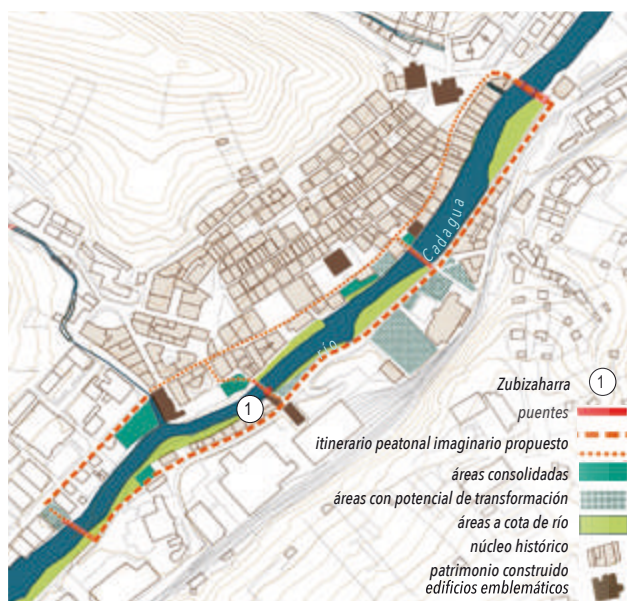 Cadagua
río
1
Zubizaharra 1
puentes
itinerario peatonal imaginario propuesto
áreas consolidadas
áreas con potencial de transformación
áreas a cota de río
núcleo histórico
patrimonio construido
edificios emblemáticos